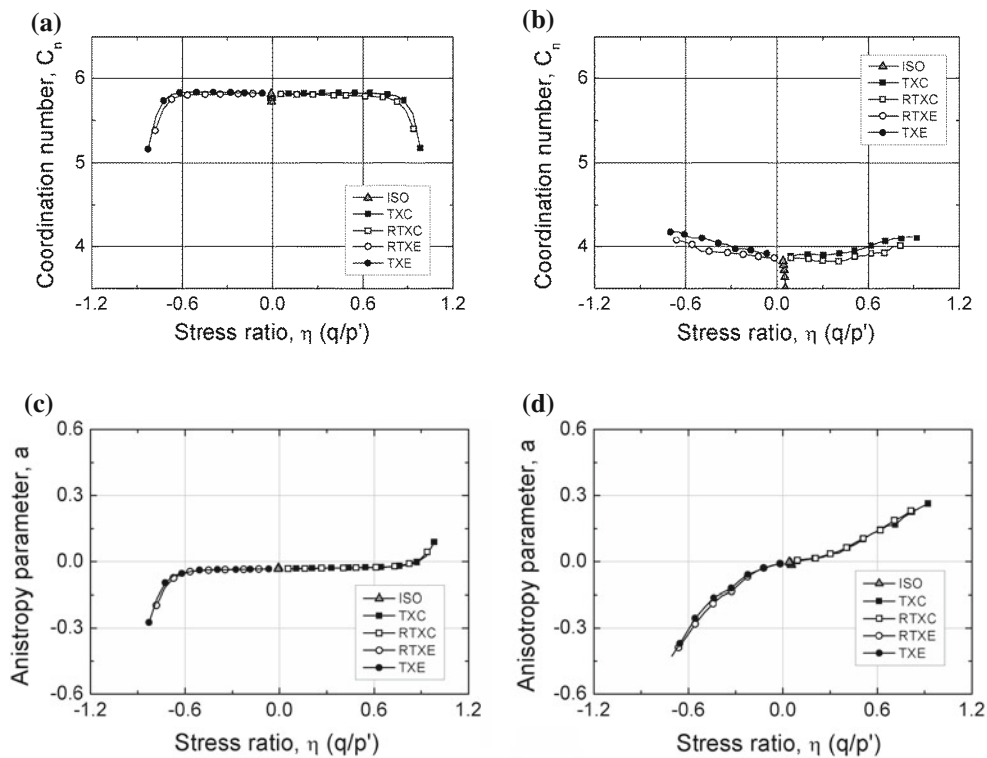 (a)
Coordination number, Cn
6
5
4
-1.2 -0.6 0.0 0.6 1.2
Stress ratio, η (q/p')
ISO
TXC
RTXC
RTXE
TXE
(b)
Coordination number, Cn
6
5
4
-1.2 -0.6 0.0 0.6 1.2
Stress ratio, η (q/p')
ISO
TXC
RTXC
RTXE
TXE
(c)
Anistropy parameter, a
0.6
0.3
0.0
-0.3
-0.6
-1.2 -0.6 0.0 0.6 1.2
Stress ratio, η (q/p')
ISO
TXC
RTXC
RTXE
TXE
(d)
Anisotropy parameter, a
0.6
0.3
0.0
-0.3
-0.6
-1.2 -0.6 0.0 0.6 1.2
Stress ratio, η (q/p')
ISO
TXC
RTXC
RTXE
TXE